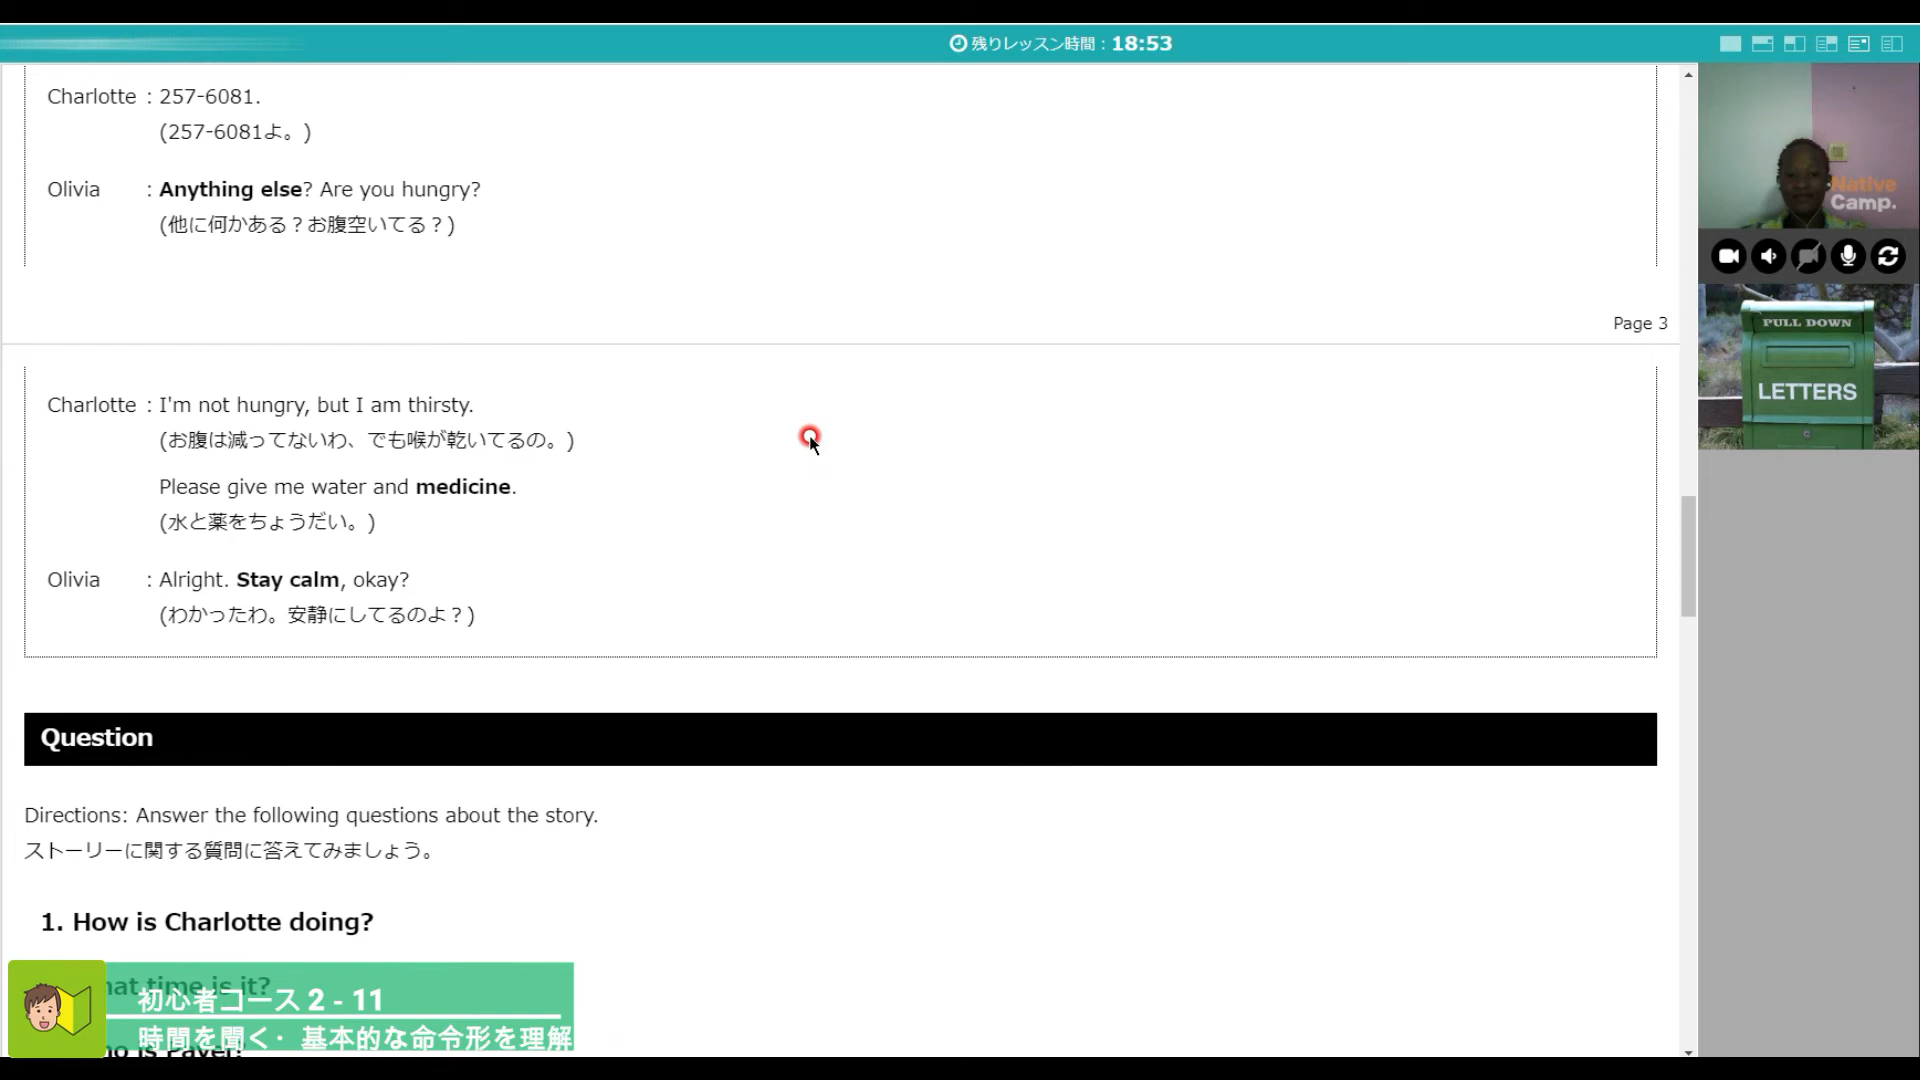 残りレッスン時間：18:53
Charlotte : 257-6081.
(257-6081よ。)
Olivia : Anything else? Are you hungry?
(他に何かある？お腹空いてる？)
Page 3
Charlotte : I'm not hungry, but I am thirsty.
(お腹は減ってないわ、でも喉が乾いてるの。)
Please give me water and medicine.
(水と薬をちょうだい。)
Olivia : Alright. Stay calm, okay?
(わかったわ。安静にしてるのよ？)
Question
Directions: Answer the following questions about the story.
ストーリーに関する質問に答えてみましょう。
1. How is Charlotte doing?
hat time is it?
初心者コース 2 - 11
時間を聞く・基本的な命令形を理解
Native
Camp.
PULL DOWN
LETTERS